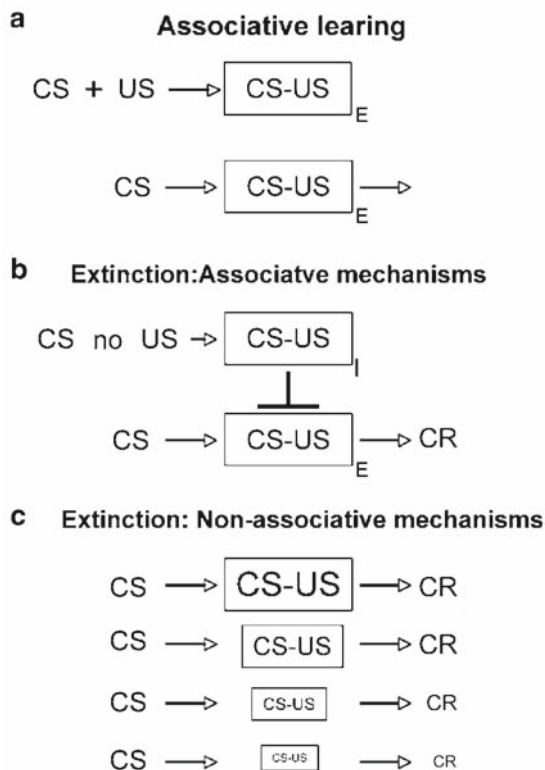 a
Associative learing
CS + US CS-US
E
CS CS-US
E
b
Extinction:Associatve mechanisms
CS no US CS-US
I
CS CS-US CR
E
c
Extinction: Non-associative mechanisms
CS CS-US CR
CS CS-US CR
CS CS-US CR
CS CS-US CR